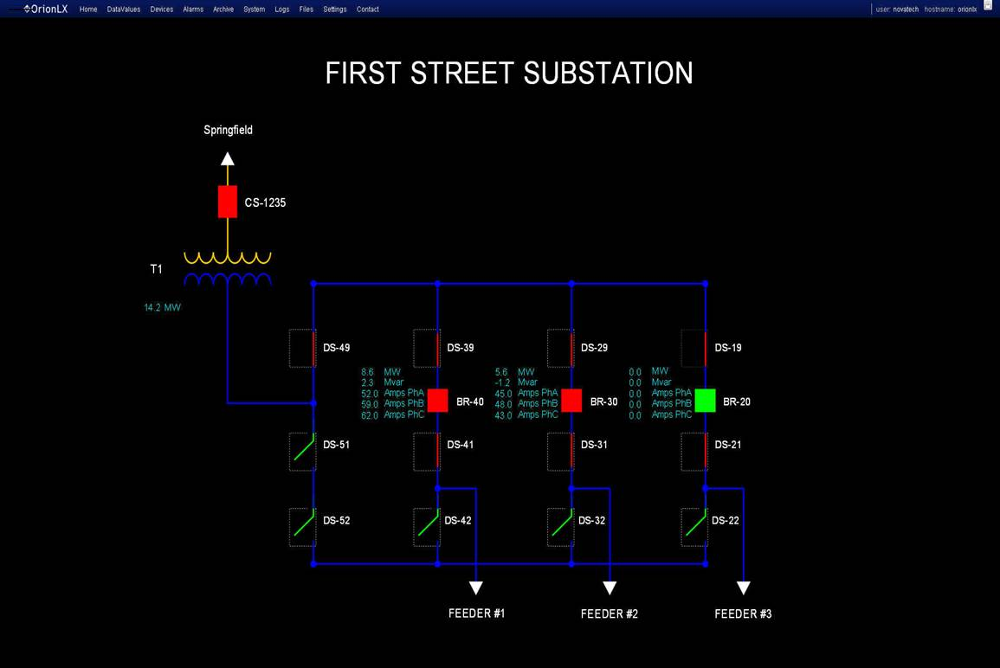 OrionLX Home DataValues Devices Alarms Archive System Logs Files Settings Contact user: novatech hostname: orionlx
FIRST STREET SUBSTATION
Springfield
CS-1235
T1
14.2 MW
DS-49 DS-39 DS-29 DS-19
8.6 MW 5.6 MW 0.0 MW
2.3 Mvar -1.2 Mvar 0.0 Mvar
52.0 Amps PhA 45.0 Amps PhA 0.0 Amps PhA
59.0 Amps PhB BR-40 48.0 Amps PhB BR-30 0.0 Amps PhB BR-20
62.0 Amps PhC 43.0 Amps PhC 0.0 Amps PhC
DS-51 DS-41 DS-31 DS-21
DS-52 DS-42 DS-32 DS-22
FEEDER #1 FEEDER #2 FEEDER #3